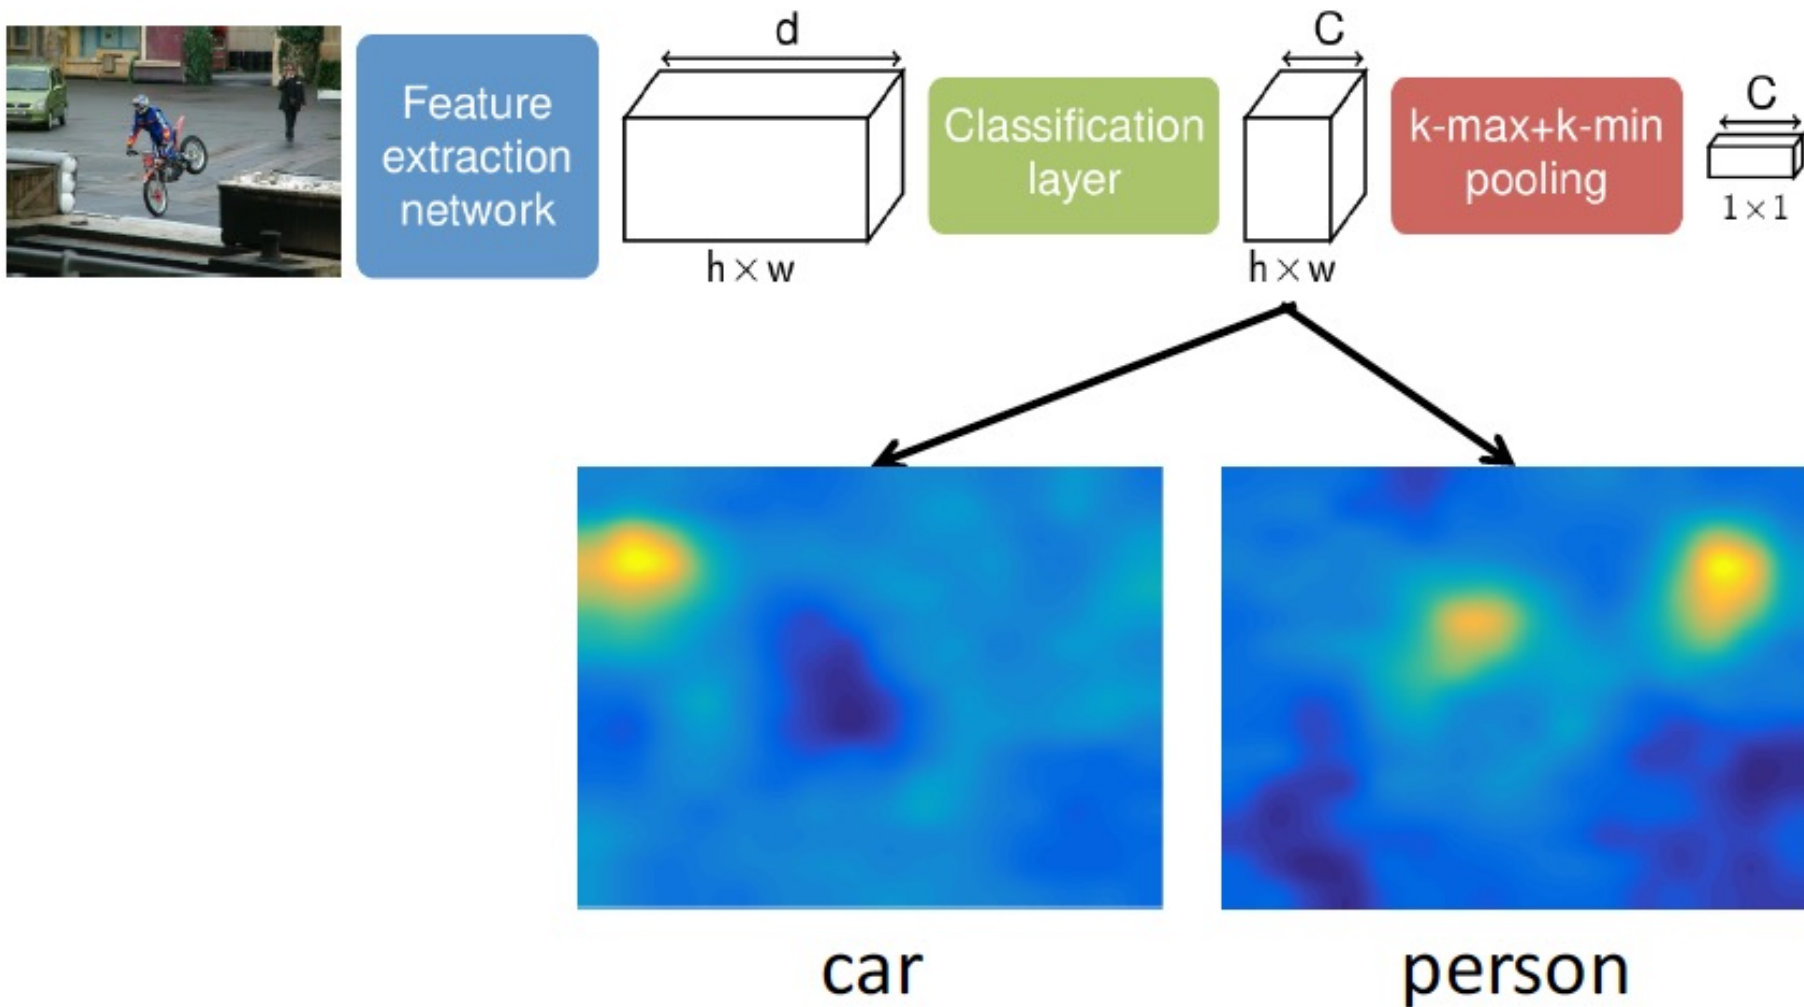 d
C
C
Feature
extraction
network
Classification
layer
k-max+k-min
pooling
1 × 1
h × w
h × w
car
person